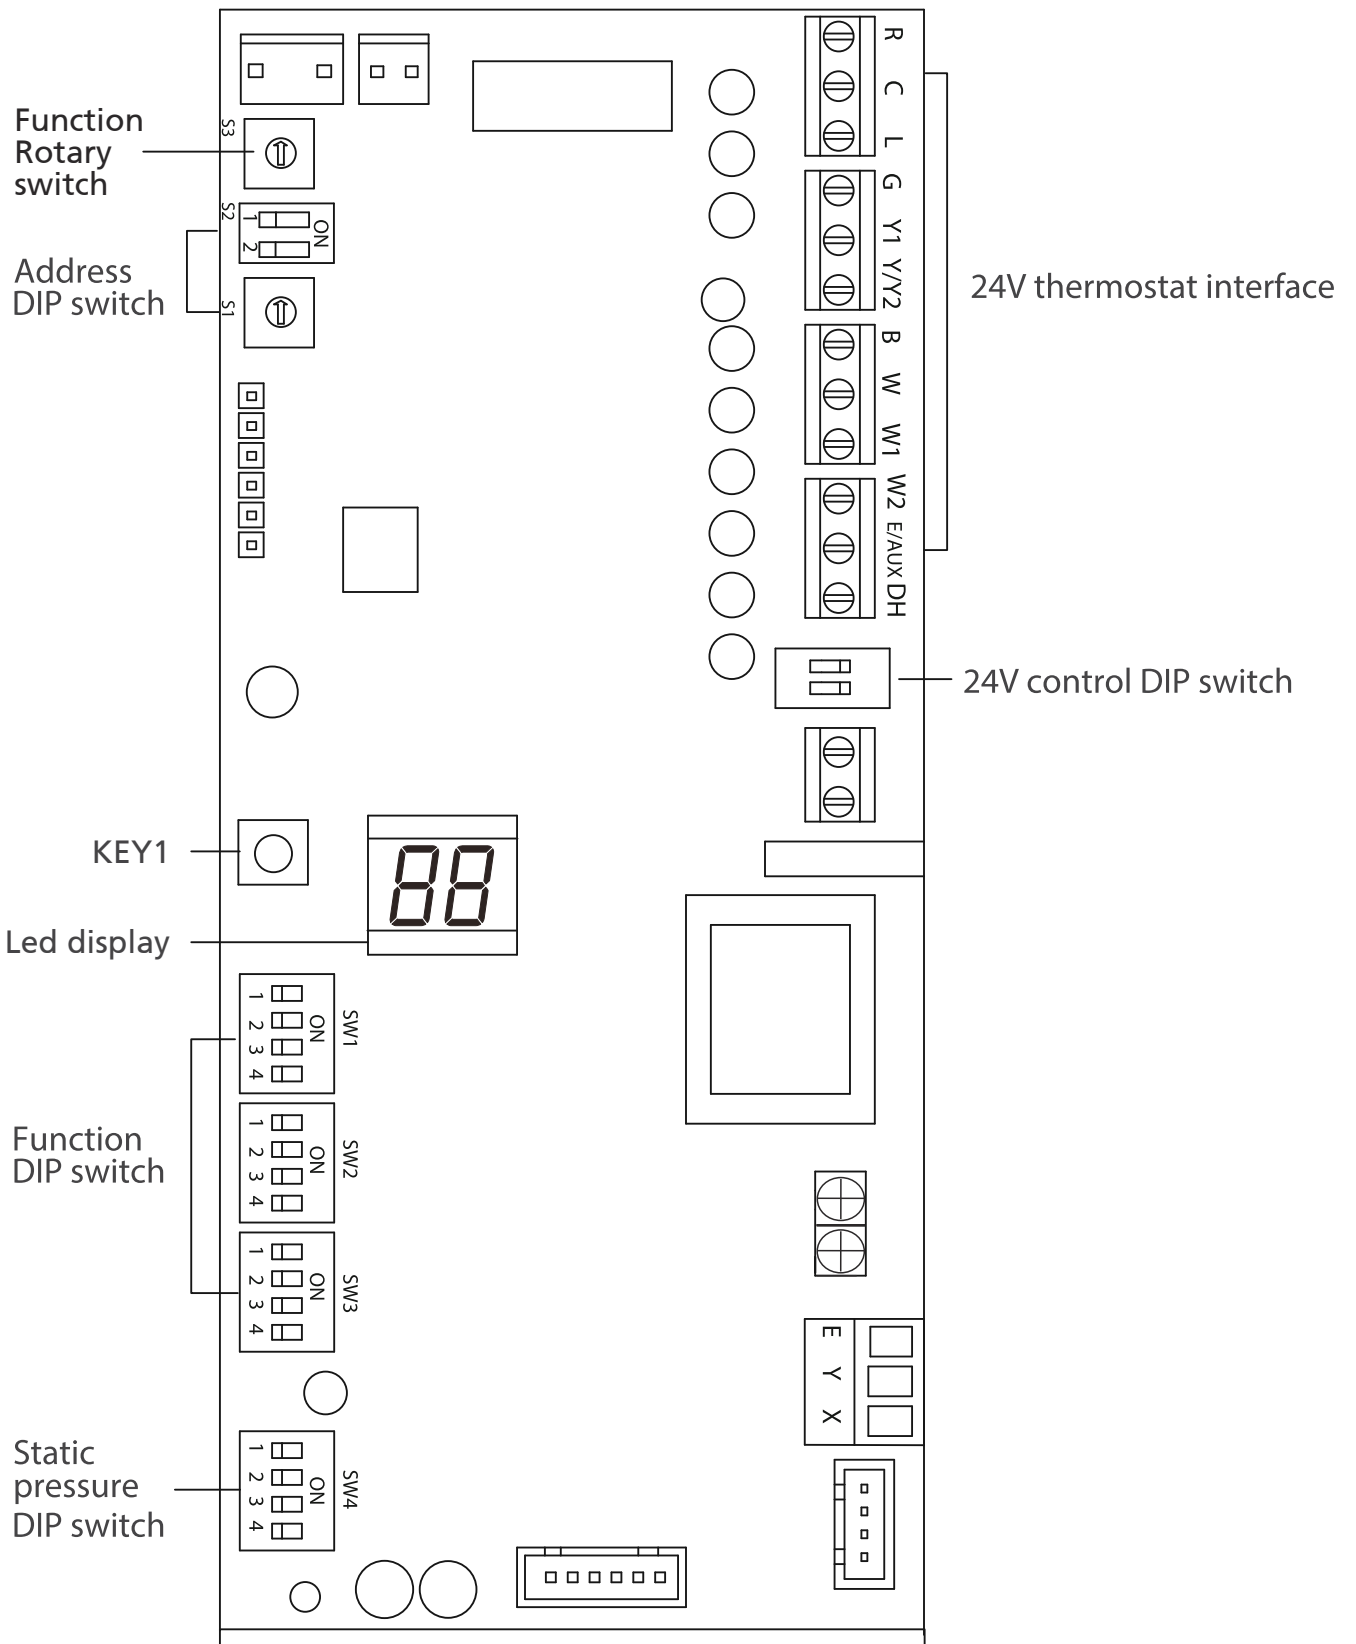 R
C
L
G
Y1
Y/Y2
B
W
W1
W2
E/AUX
DH
24V thermostat interface
24V control DIP switch
Function
Rotary
switch
S3
S2
1
2
ON
Address
DIP switch
S1
KEY1
88
Led display
1
2
3
4
ON
SW1
Function
DIP switch
1
2
3
4
ON
SW2
1
2
3
4
ON
SW3
E
Y
X
Static
pressure
DIP switch
1
2
3
4
ON
SW4